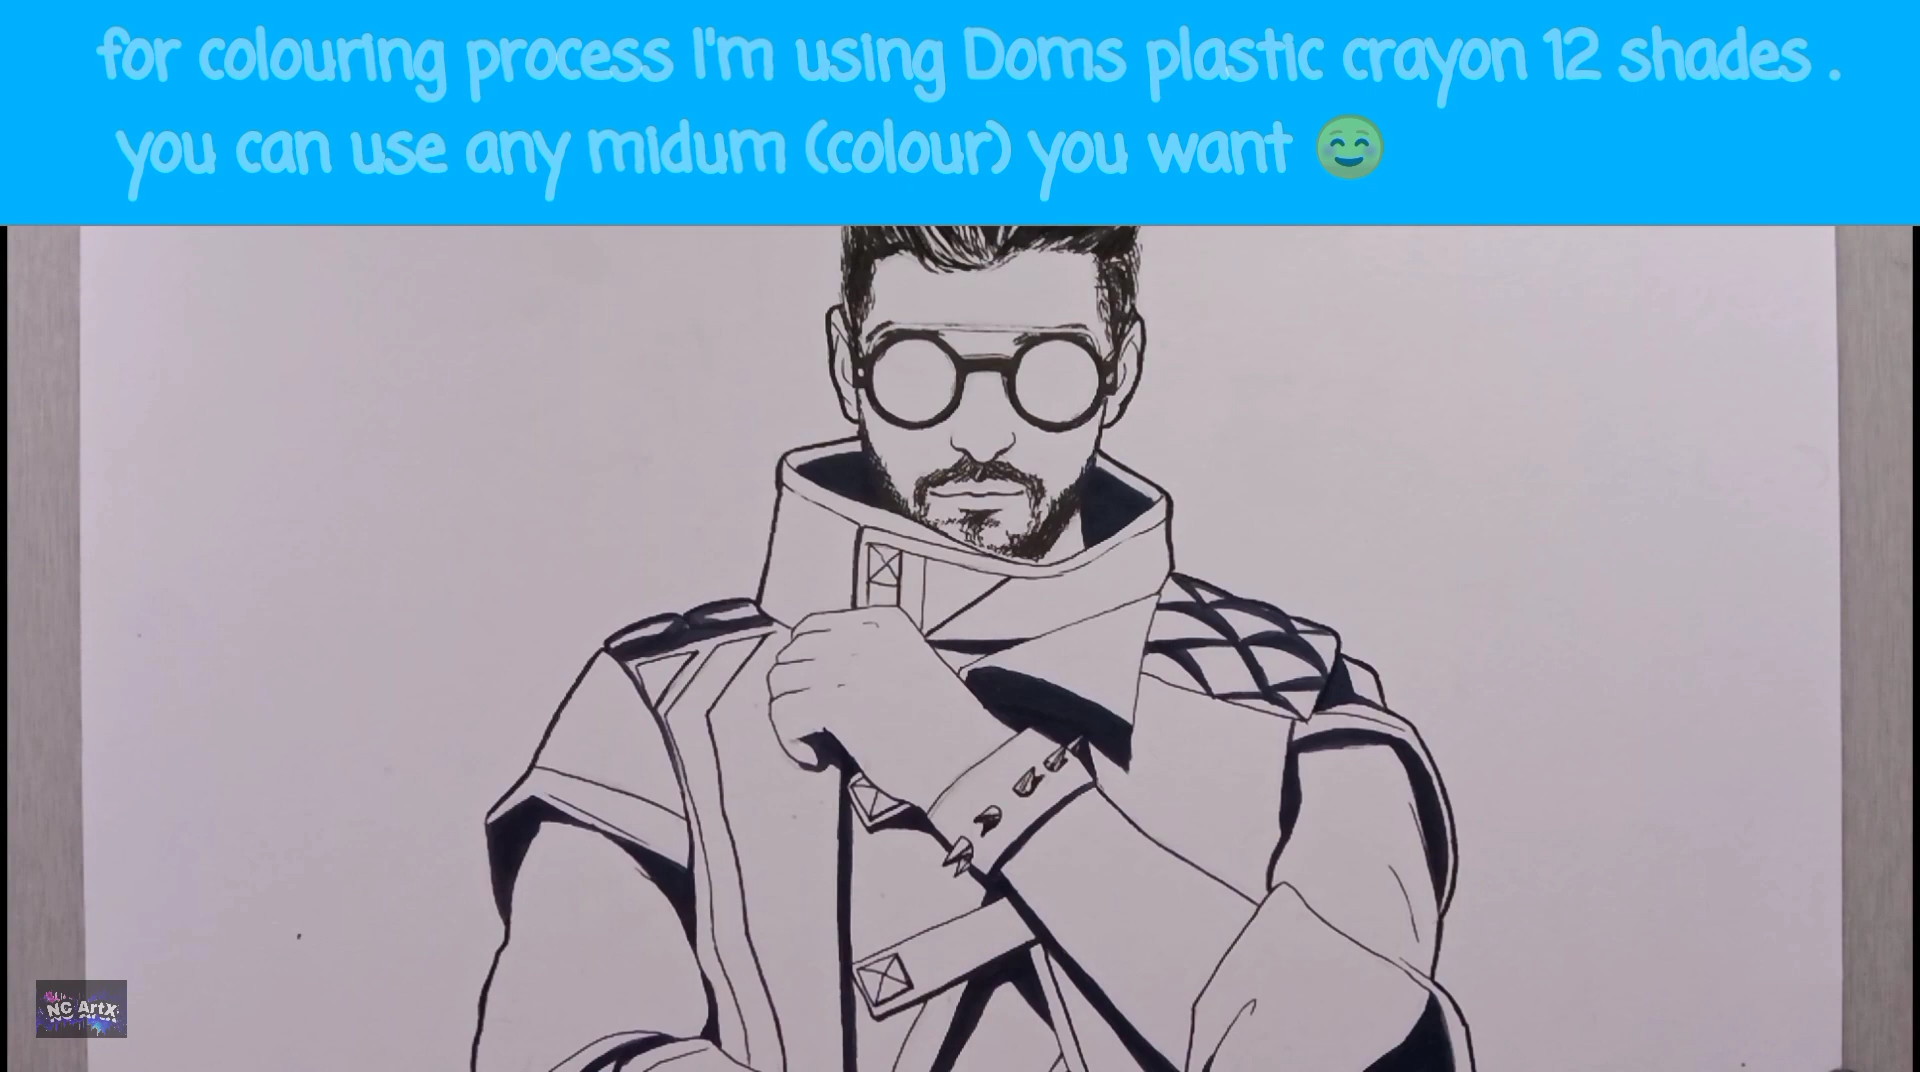 for colouring process I'm using Doms plastic crayon 12 shades .
you can use any midum (colour) you want 😊
NC ArtX